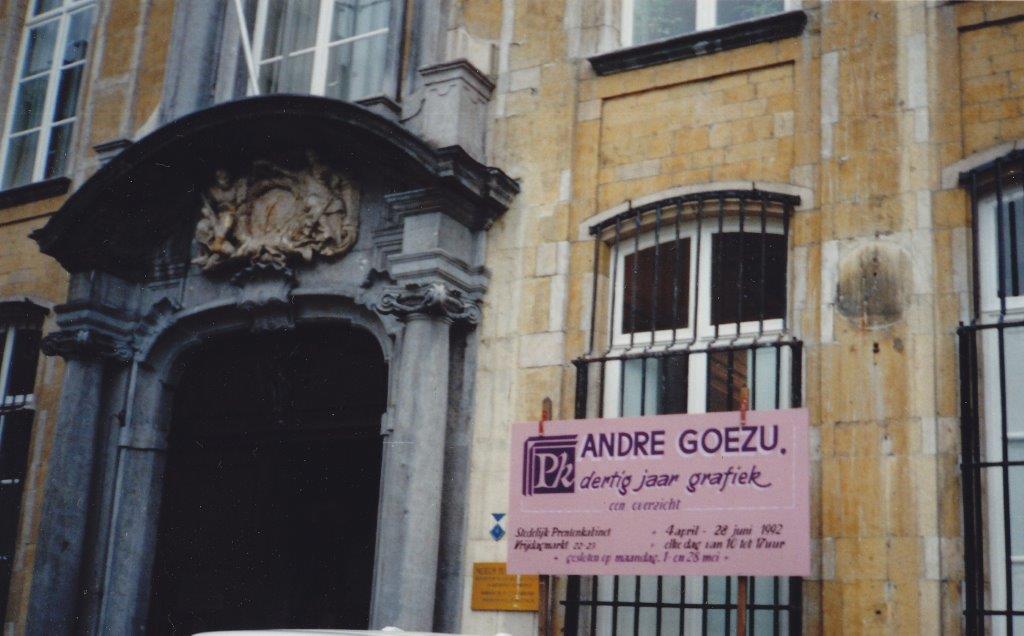 Pk
ANDRE GOEZU.
dertig jaar grafiek
een overzicht
Stedelijk Prentenkabinet
Vrijdagmarkt 22-23
4 april - 28 juni 1992
elke dag van 10 tot 17 uur
gesloten op maandag, 1- en 28 mei